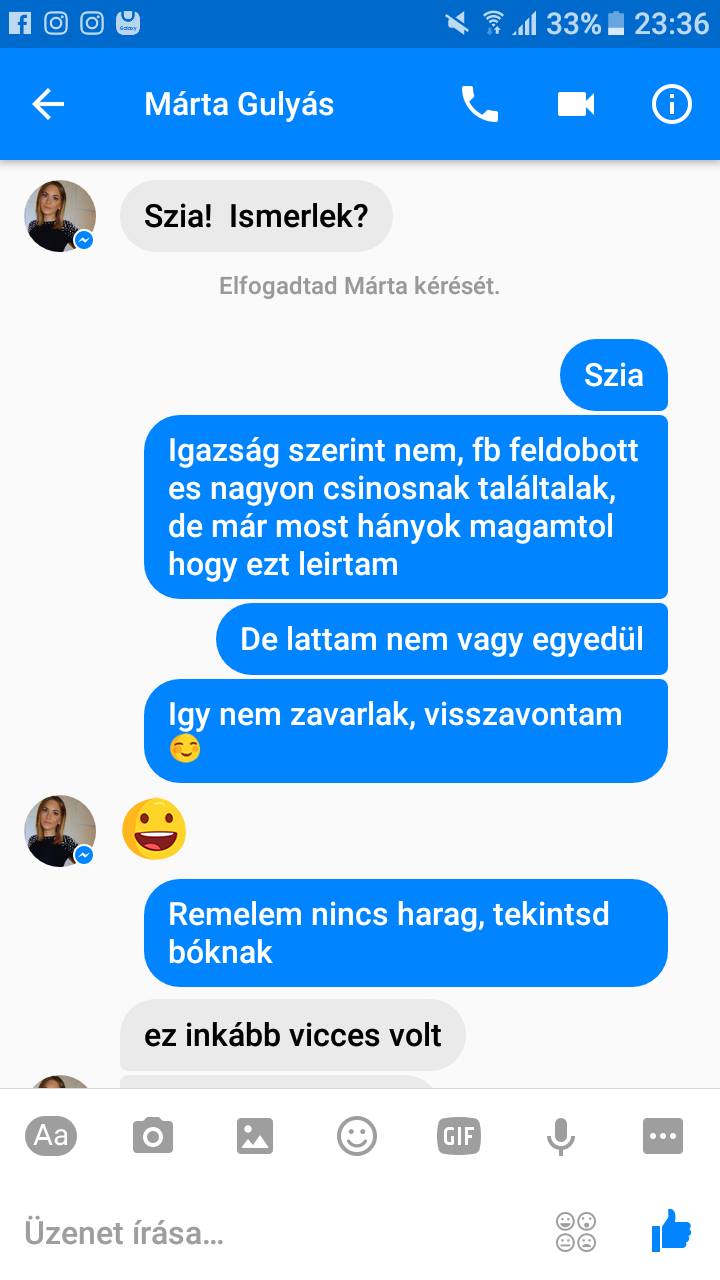 33% 23:36
Márta Gulyás
Szia! Ismerlek?
Elfogadtad Márta kérését.
Szia
Igazság szerint nem, fb feldobott
es nagyon csinosnak találtalak,
de már most hányok magamtol
hogy ezt leirtam
De lattam nem vagy egyedül
Igy nem zavarlak, visszavontam
Remelem nincs harag, tekintsd
bóknak
ez inkább vicces volt
Aa GIF
Üzenet írása...